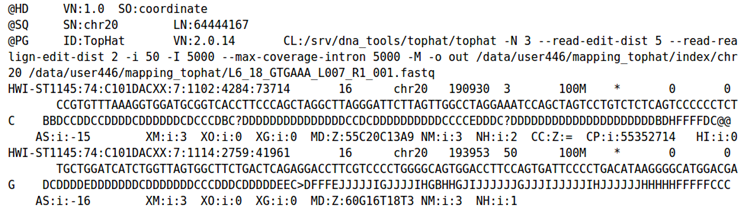 @HD VN:1.0 SO:coordinate
@SQ SN:chr20 LN:64444167
@PG ID:TopHat VN:2.0.14 CL:/srv/dna_tools/tophat/tophat -N 3 --read-edit-dist 5 --read-rea
lign-edit-dist 2 -i 50 -I 5000 --max-coverage-intron 5000 -M -o out /data/user446/mapping_tophat/index/chr
20 /data/user446/mapping_tophat/L6_18_GTGAAA_L007_R1_001.fastq
HWI-ST1145:74:C101DACXX:7:1102:4284:73714 16 chr20 190930 3 100M * 0 0
CCGTGTTTAAAGGTGGATGCGGTCACCTTCCCAGCTAGGCTTAGGGATTCTTAGTTGGCCTAGGAAATCCAGCTAGTCCTGTCTCTCAGTCCCCCCTCT
C BBDCCDDCCDDDDCDDDDDDCDCCCDBC?DDDDDDDDDDDDDDDCCDCDDDDDDDDDDDCCCCEDDDC?DDDDDDDDDDDDDDDDDDDDDDBDHFFFFDC@@
AS:i:-15 XM:i:3 XO:i:0 XG:i:0 MD:Z:55C20C13A9 NM:i:3 NH:i:2 CC:Z:= CP:i:55352714 HI:i:0
HWI-ST1145:74:C101DACXX:7:1114:2759:41961 16 chr20 193953 50 100M * 0 0
TGCTGGATCATCTGGTTAGTGGCTTCTGACTCAGAGGACCTTCGTCCCCTGGGGCAGTGGACCTTCCAGTGATTCCCCTGACATAAGGGGCATGGACGA
G DCDDDDEDDDDDDDCDDDDDDDCCCDDDCDDDDDEEC>DFFFEJJJJJIGJJJJIHGBHHGJIJJJJJJGJJJIJJJJJIHJJJJJJHHHHHFFFFFCCC
AS:i:-16 XM:i:3 XO:i:0 XG:i:0 MD:Z:60G16T18T3 NM:i:3 NH:i:1